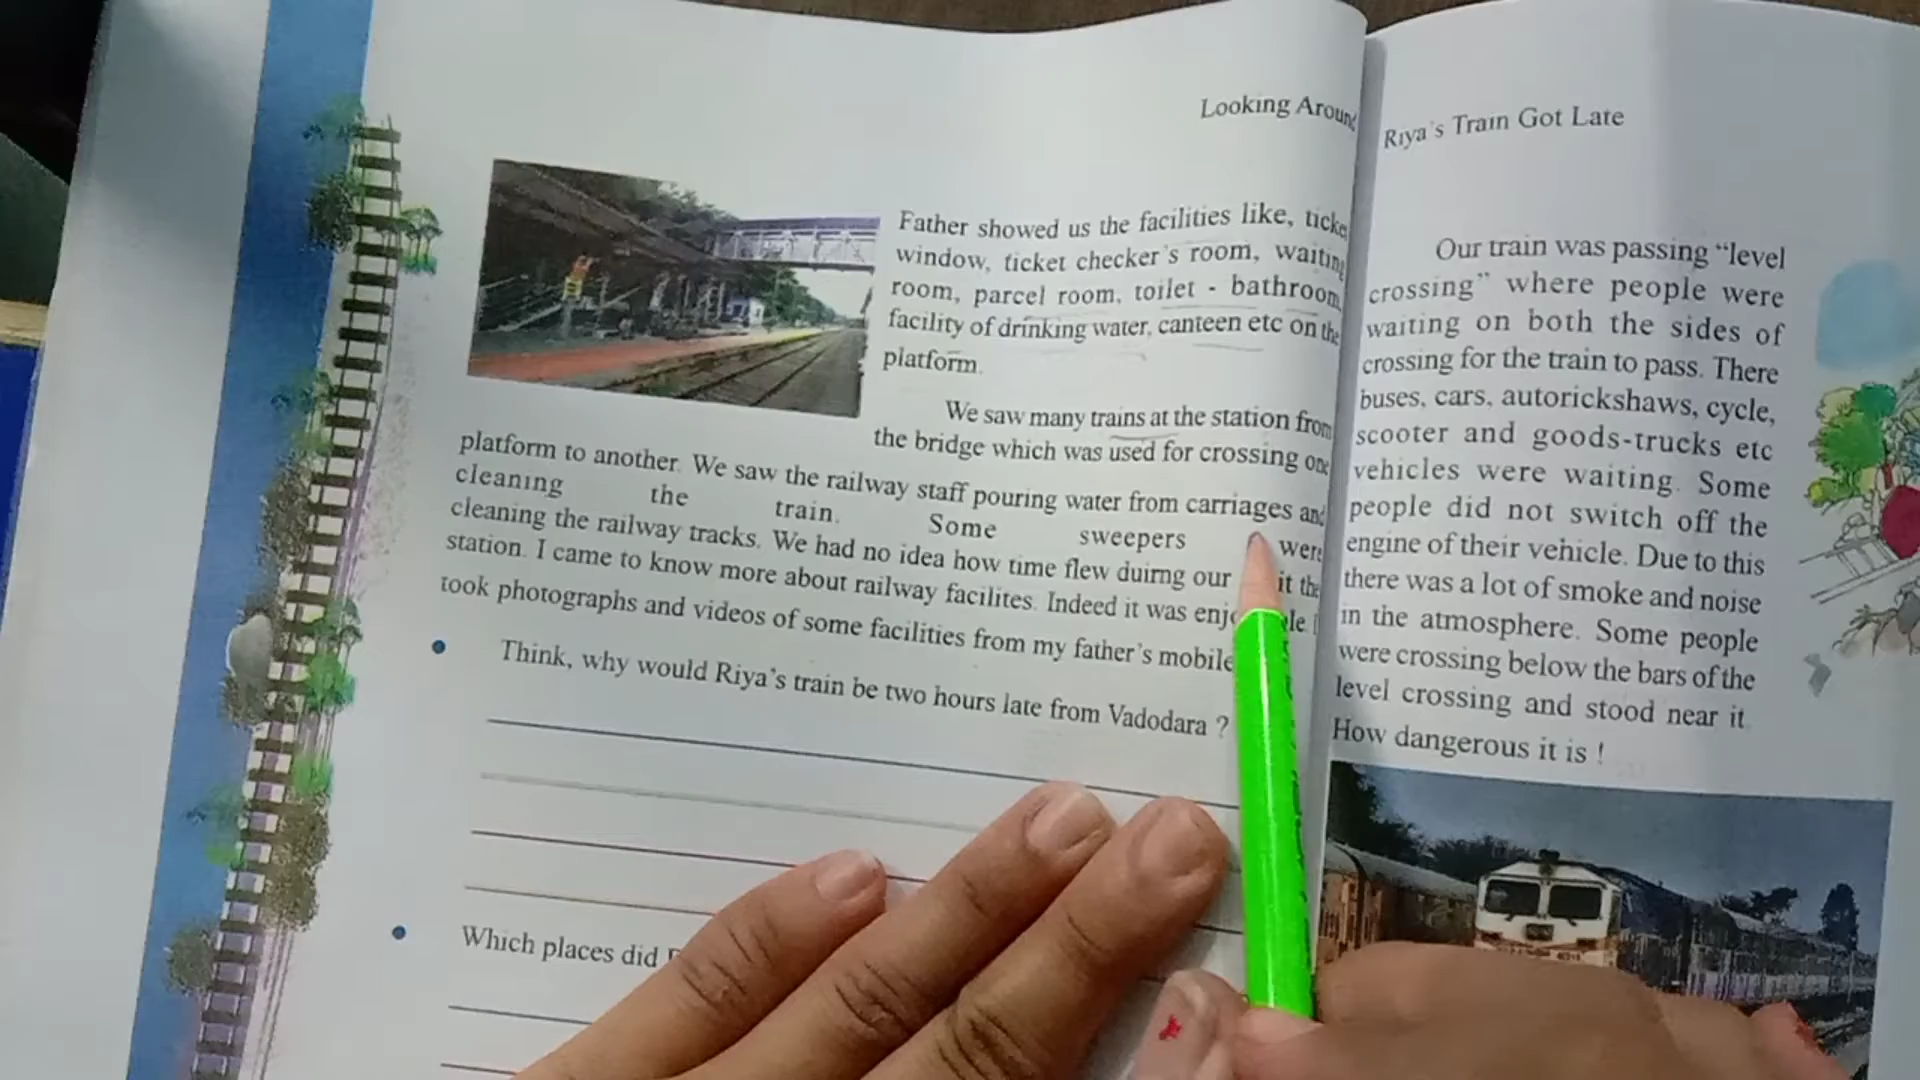 Looking Around
Father showed us the facilities like, ticke
window, ticket checker's room, waiting
room, parcel room, toilet - bathroom,
facility of drinking water, canteen etc on the
platform.
We saw many trains at the station from
the bridge which was used for crossing one
platform to another. We saw the railway staff pouring water from carriages and
cleaning the train. Some sweepers were
cleaning the railway tracks. We had no idea how time flew duirng our it the
station. I came to know more about railway facilites. Indeed it was
took photographs and videos of some facilities from my father's mobile
• Think, why would Riya's train be two hours late from Vadodara ?
• Which places did
Riya's Train Got Late
Our train was passing “level
crossing” where people were
waiting on both the sides of
crossing for the train to pass. There
buses, cars, autorickshaws, cycle,
scooter and goods-trucks etc
vehicles were waiting. Some
people did not switch off the
engine of their vehicle. Due to this
there was a lot of smoke and noise
in the atmosphere. Some people
were crossing below the bars of the
level crossing and stood near it
How dangerous it is !